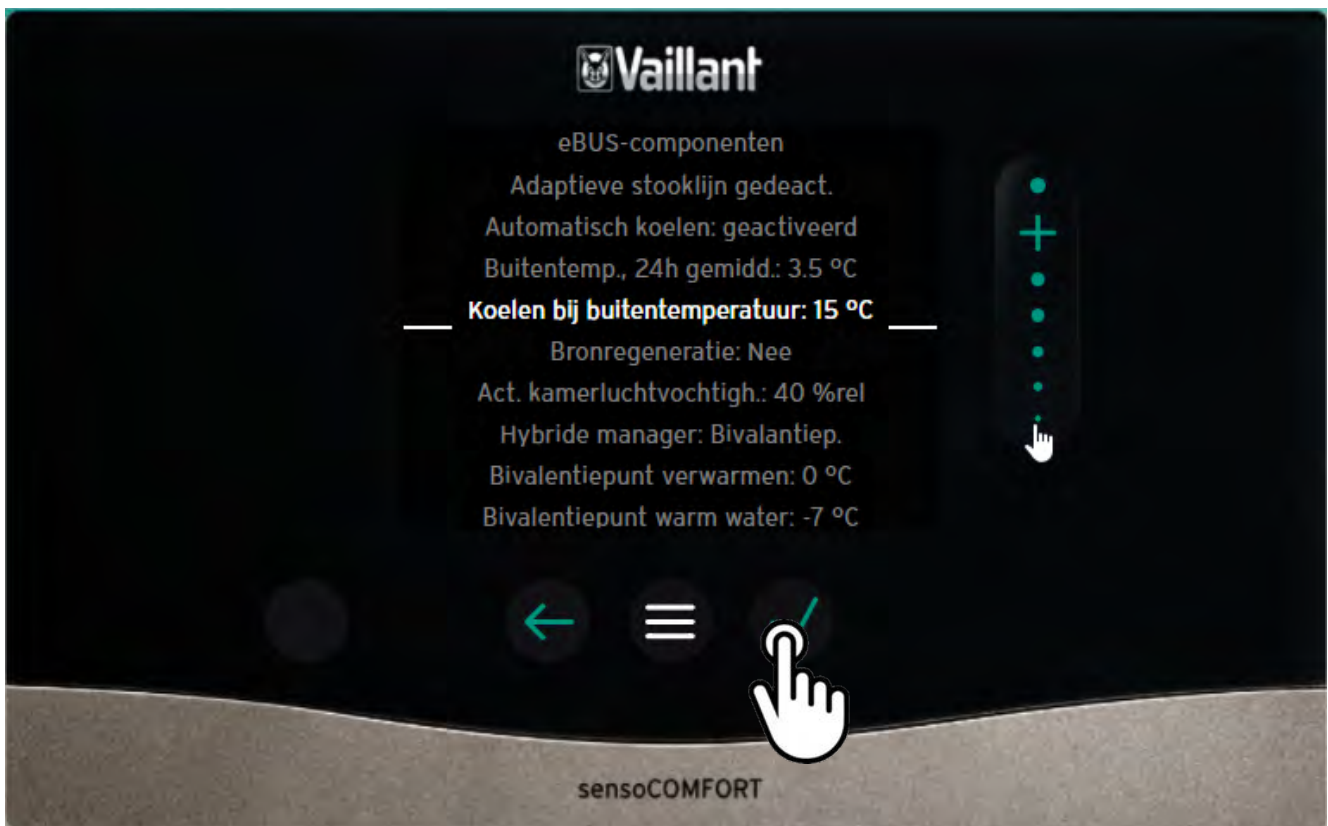 Vaillant
eBUS-componenten
Adaptieve stooklijn gedeact.
Automatisch koelen: geactiveerd
Buitentemp., 24h gemidd.: 3.5 °C
Koelen bij buitentemperatuur: 15 °C
Bronregeneratie: Nee
Act. kamerluchtvochtigh.: 40 %rel
Hybride manager: Bivalantiep.
Bivalentiepunt verwarmen: 0 °C
Bivalentiepunt warm water: -7 °C
sensoCOMFORT